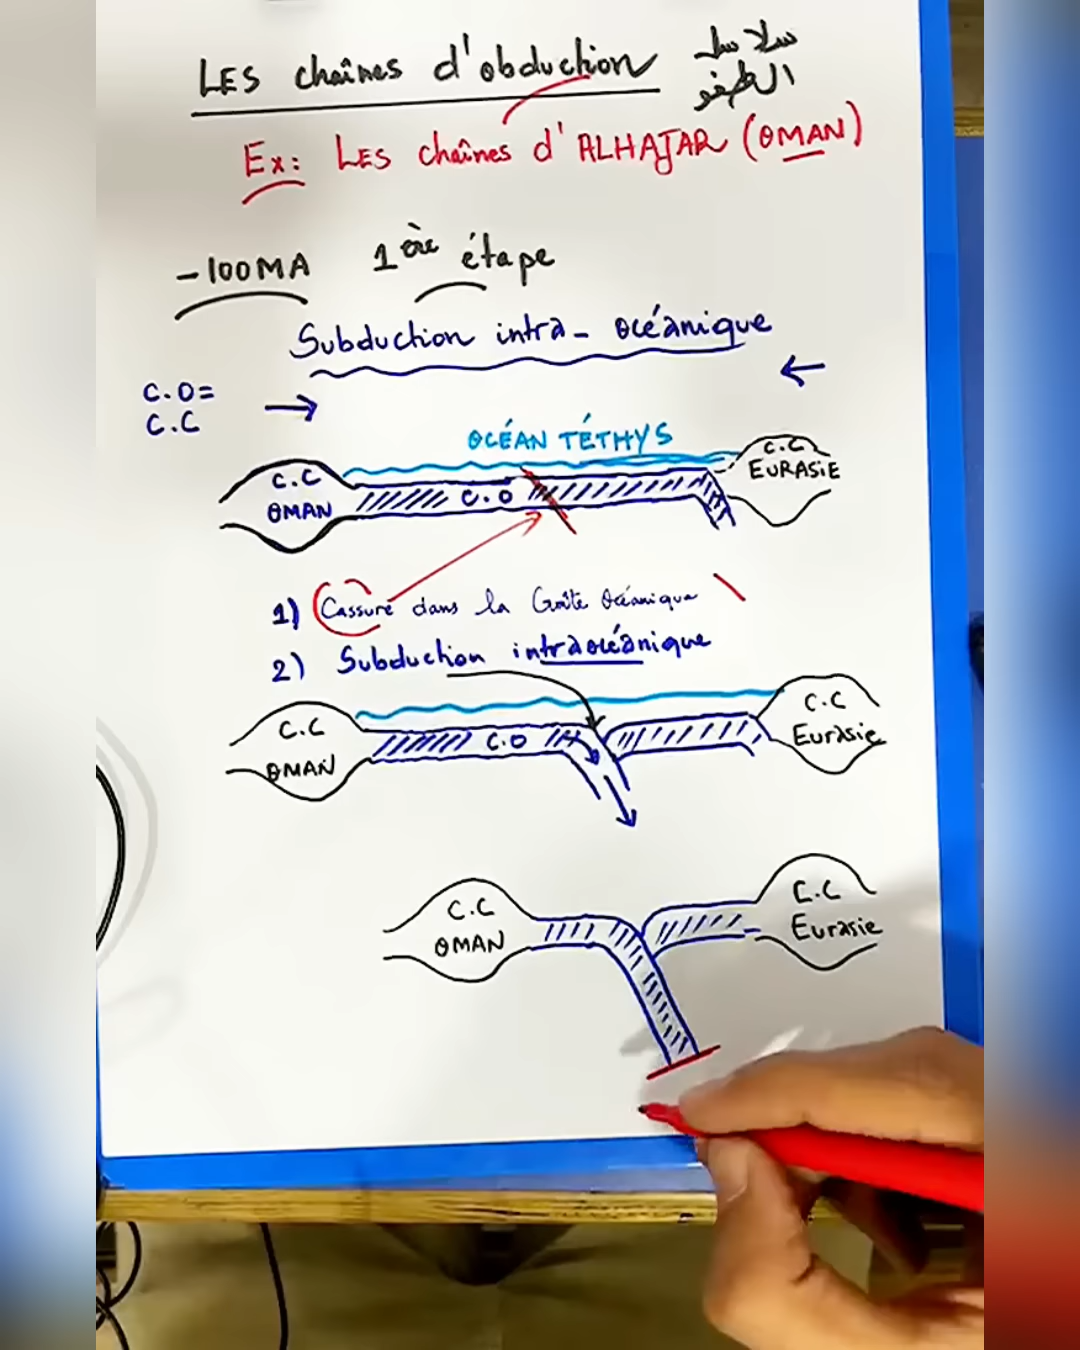 LES chaînes d'obduction
سلاسل
الطفو
Ex: LES chaînes d'ALHAJAR (OMAN)
-100MA 1ère étape
Subduction intra-océanique
C.O=
C.C
OCÉAN TÉTHYS
C.C
OMAN
C.O
C.C
EURASIE
1) Cassure dans la Croûte Océanique
2) Subduction intraocéanique
C.C
OMAN
C.O
C.C
Eurasie
C.C
OMAN
C.C
Eurasie